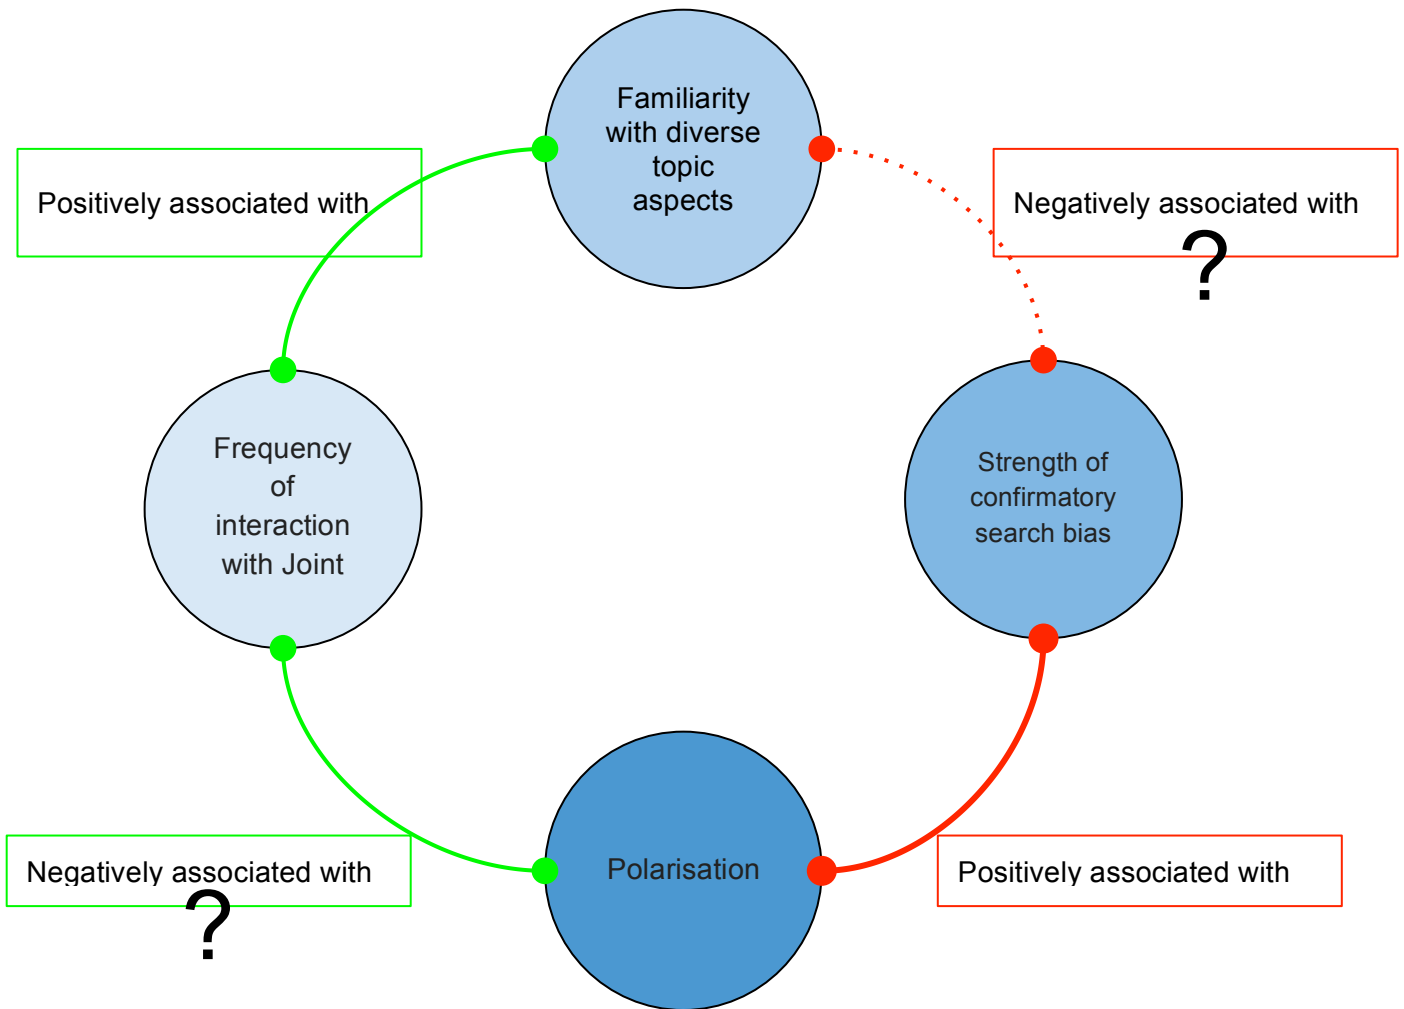 Familiarity
with diverse
topic
aspects
Positively associated with
Negatively associated with
?
Frequency
of
interaction
with Joint
Strength of
confirmatory
search bias
Negatively associated with
?
Polarisation
Positively associated with